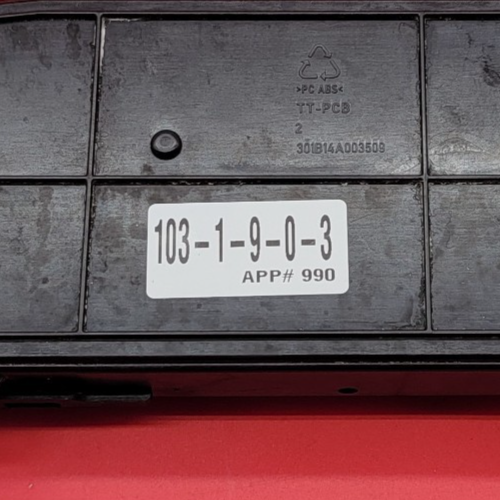 >PC ABS<
TT-PCB
2
301B14A003509
103-1-9-0-3
APP# 990